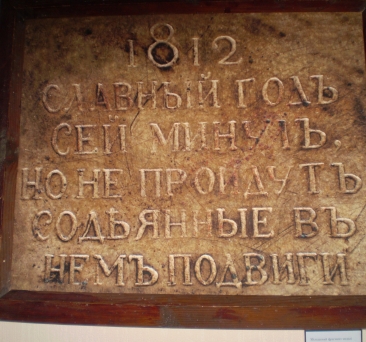 1812
СЛАВНЫЙ ГОДЪ
СЕЙ МИНУЛЪ.
НО НЕ ПРОЙДУТЪ
СОДѢЯННЫЕ ВЪ
НЕМЪ ПОДВИГИ